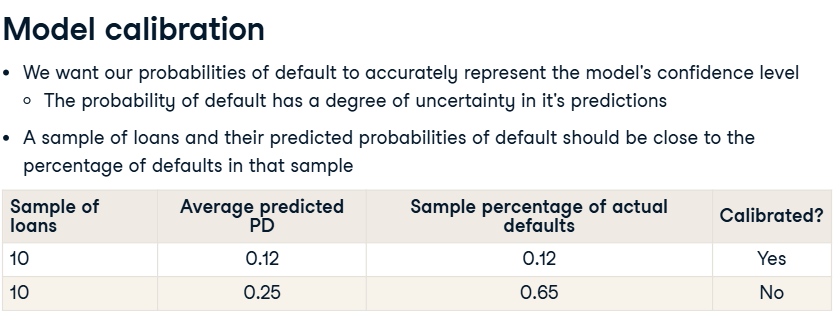 Model calibration
• We want our probabilities of default to accurately represent the model's confidence level
○ The probability of default has a degree of uncertainty in it's predictions
• A sample of loans and their predicted probabilities of default should be close to the
percentage of defaults in that sample
Sample of loans | Average predicted PD | Sample percentage of actual defaults | Calibrated?
10 | 0.12 | 0.12 | Yes
10 | 0.25 | 0.65 | No